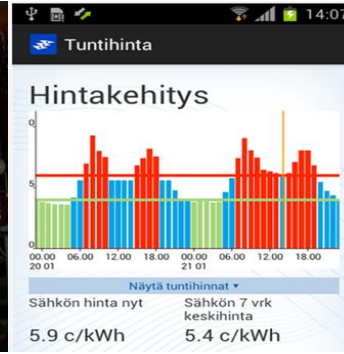 14:07
Tuntihinta
Hintakehitys
0
5
0
00.00 06.00 12.00 18.00 00.00 06.00 12.00 18.00
20 01 21 01
Näytä tuntihinnat ▾
Sähkön hinta nyt Sähkön 7 vrk
keskihinta
5.9 c/kWh 5.4 c/kWh